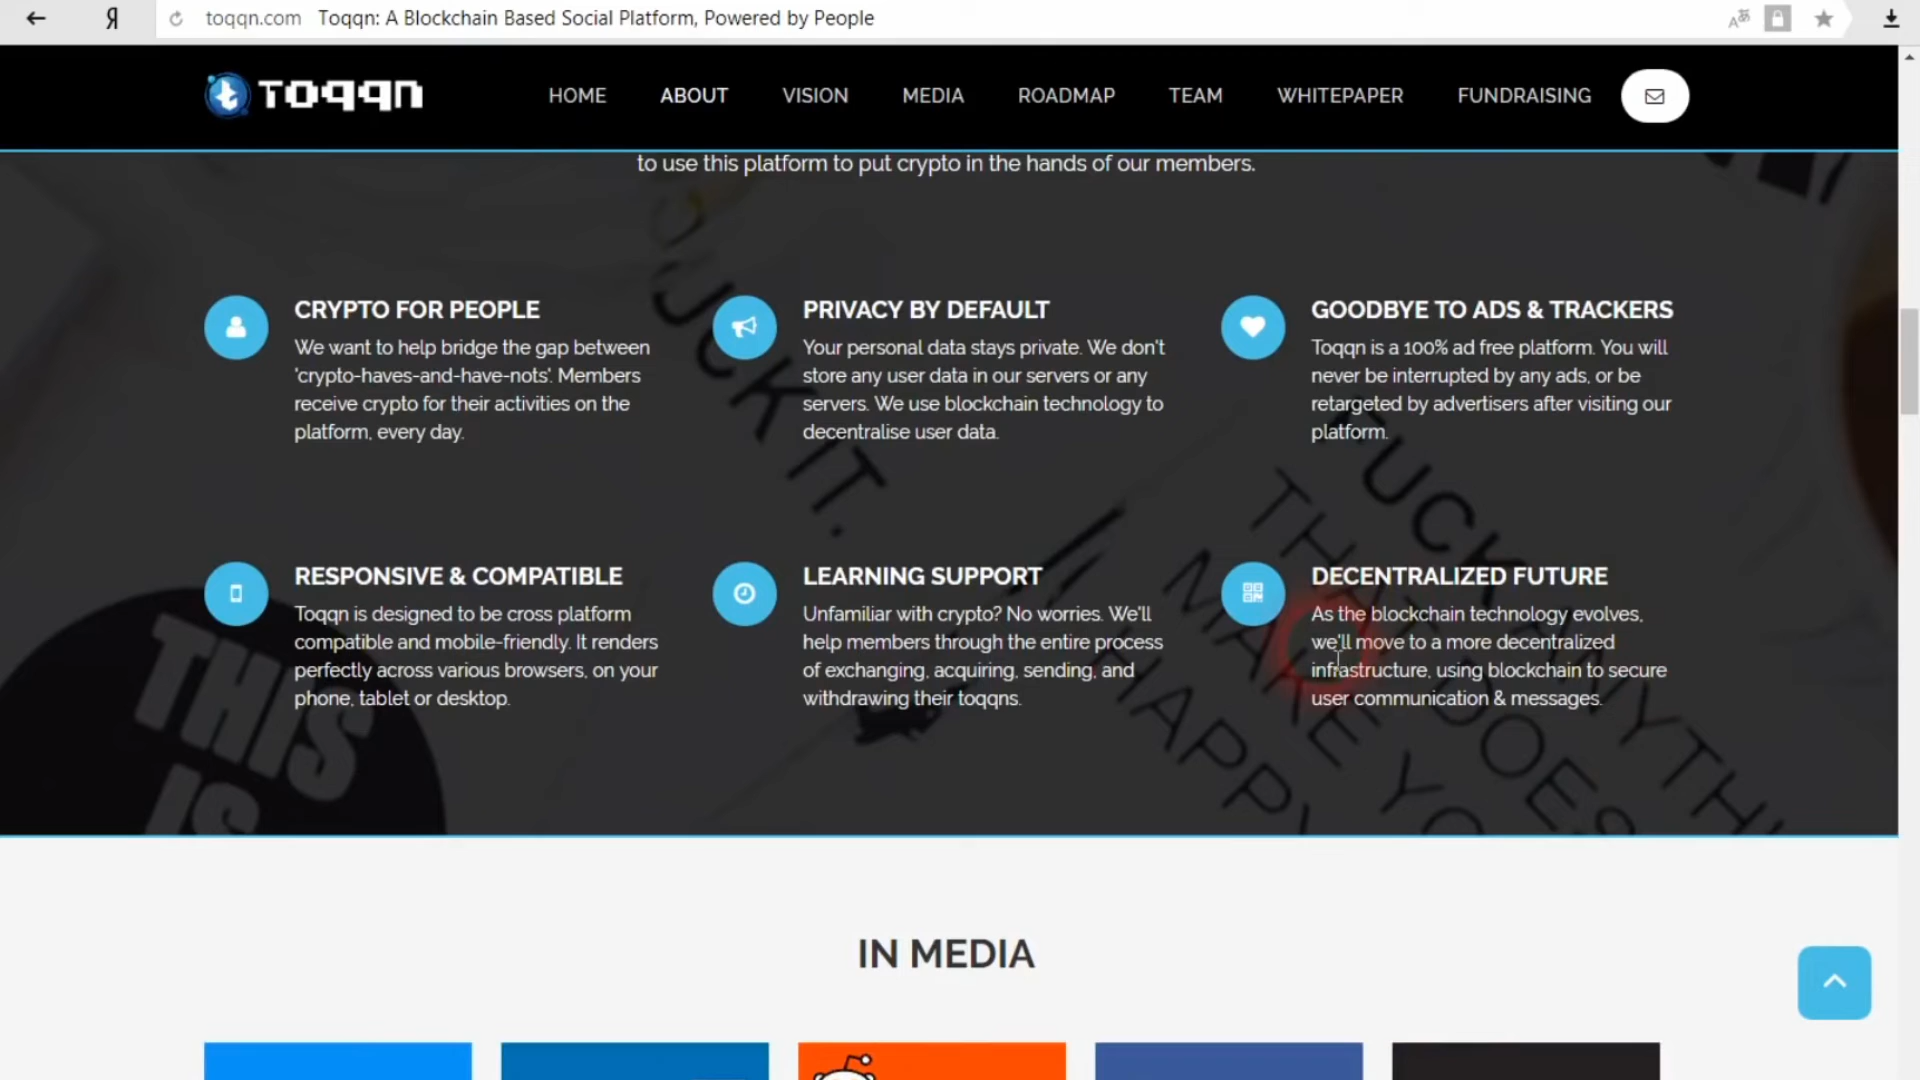 Я toqqn.com Toqqn: A Blockchain Based Social Platform, Powered by People
Toqqn HOME ABOUT VISION MEDIA ROADMAP TEAM WHITEPAPER FUNDRAISING
to use this platform to put crypto in the hands of our members.
CRYPTO FOR PEOPLE
We want to help bridge the gap between
'crypto-haves-and-have-nots'. Members
receive crypto for their activities on the
platform, every day.
PRIVACY BY DEFAULT
Your personal data stays private. We don't
store any user data in our servers or any
servers. We use blockchain technology to
decentralise user data.
GOODBYE TO ADS & TRACKERS
Toqqn is a 100% ad free platform. You will
never be interrupted by any ads, or be
retargeted by advertisers after visiting our
platform.
RESPONSIVE & COMPATIBLE
Toqqn is designed to be cross platform
compatible and mobile-friendly. It renders
perfectly across various browsers, on your
phone, tablet or desktop.
LEARNING SUPPORT
Unfamiliar with crypto? No worries. We'll
help members through the entire process
of exchanging, acquiring, sending, and
withdrawing their toqqns.
DECENTRALIZED FUTURE
As the blockchain technology evolves,
we'll move to a more decentralized
infrastructure, using blockchain to secure
user communication & messages.
THIS
IS
IN MEDIA